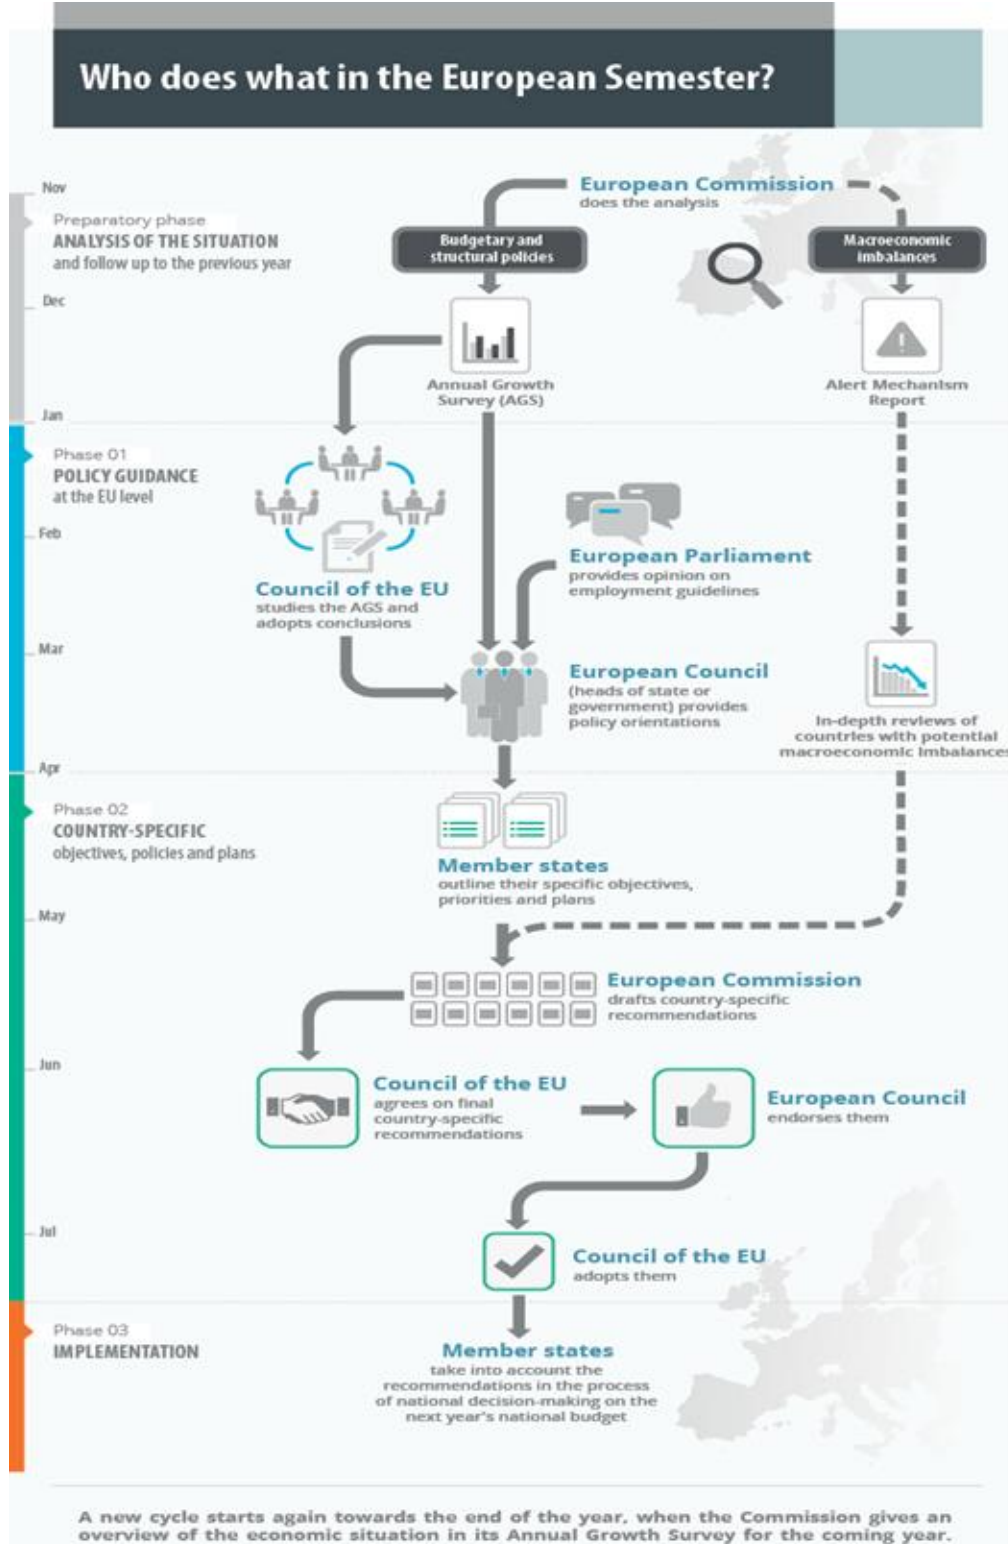 Who does what in the European Semester?
Nov
Preparatory phase
ANALYSIS OF THE SITUATION
and follow up to the previous year
European Commission
does the analysis
Budgetary and
structural policies
Macroeconomic
imbalances
Dec
Annual Growth
Survey (AGS)
Alert Mechanism
Report
Jan
Phase 01
POLICY GUIDANCE
at the EU level
Feb
European Parliament
provides opinion on
employment guidelines
Council of the EU
studies the AGS and
adopts conclusions
Mar
European Council
(heads of state or
government) provides
policy orientations
In-depth reviews of
countries with potential
macroeconomic imbalances
Apr
Phase 02
COUNTRY-SPECIFIC
objectives, policies and plans
Member states
outline their specific objectives,
priorities and plans
May
European Commission
drafts country-specific
recommendations
Jun
Council of the EU
agrees on final
country-specific
recommendations
European Council
endorses them
Jul
Council of the EU
adopts them
Phase 03
IMPLEMENTATION
Member states
take into account the
recommendations in the process
of national decision-making on the
next year's national budget
A new cycle starts again towards the end of the year, when the Commission gives an
overview of the economic situation in its Annual Growth Survey for the coming year.